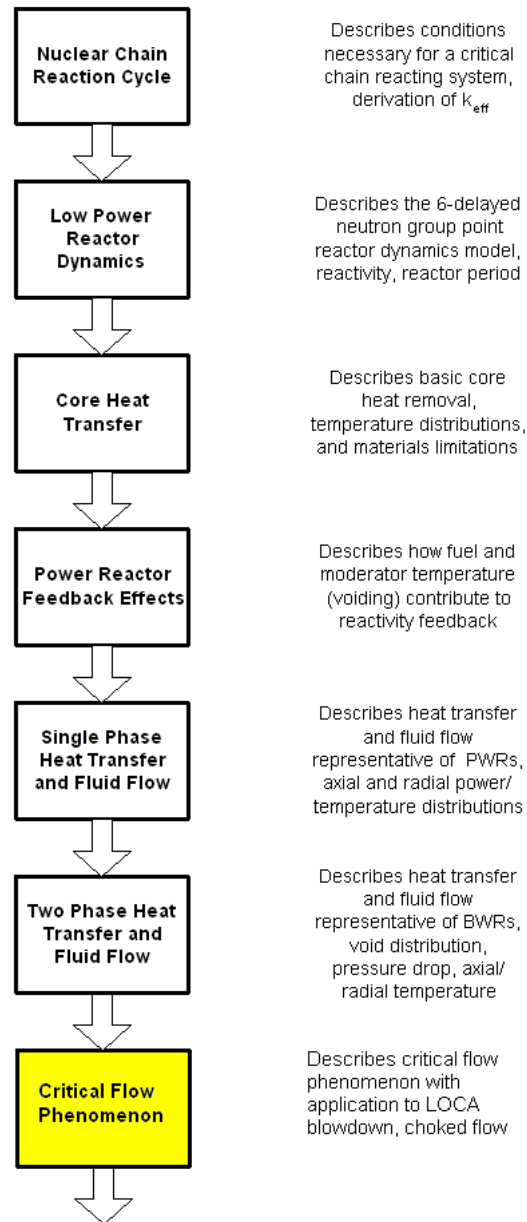 Nuclear Chain
Reaction Cycle
Describes conditions
necessary for a critical
chain reacting system,
derivation of keff
Low Power
Reactor
Dynamics
Describes the 6-delayed
neutron group point
reactor dynamics model,
reactivity, reactor period
Core Heat
Transfer
Describes basic core
heat removal,
temperature distributions,
and materials limitations
Power Reactor
Feedback Effects
Describes how fuel and
moderator temperature
(voiding) contribute to
reactivity feedback
Single Phase
Heat Transfer
and Fluid Flow
Describes heat transfer
and fluid flow
representative of PWRs,
axial and radial power/
temperature distributions
Two Phase Heat
Transfer and
Fluid Flow
Describes heat transfer
and fluid flow
representative of BWRs,
void distribution,
pressure drop, axial/
radial temperature
Critical Flow
Phenomenon
Describes critical flow
phenomenon with
application to LOCA
blowdown, choked flow